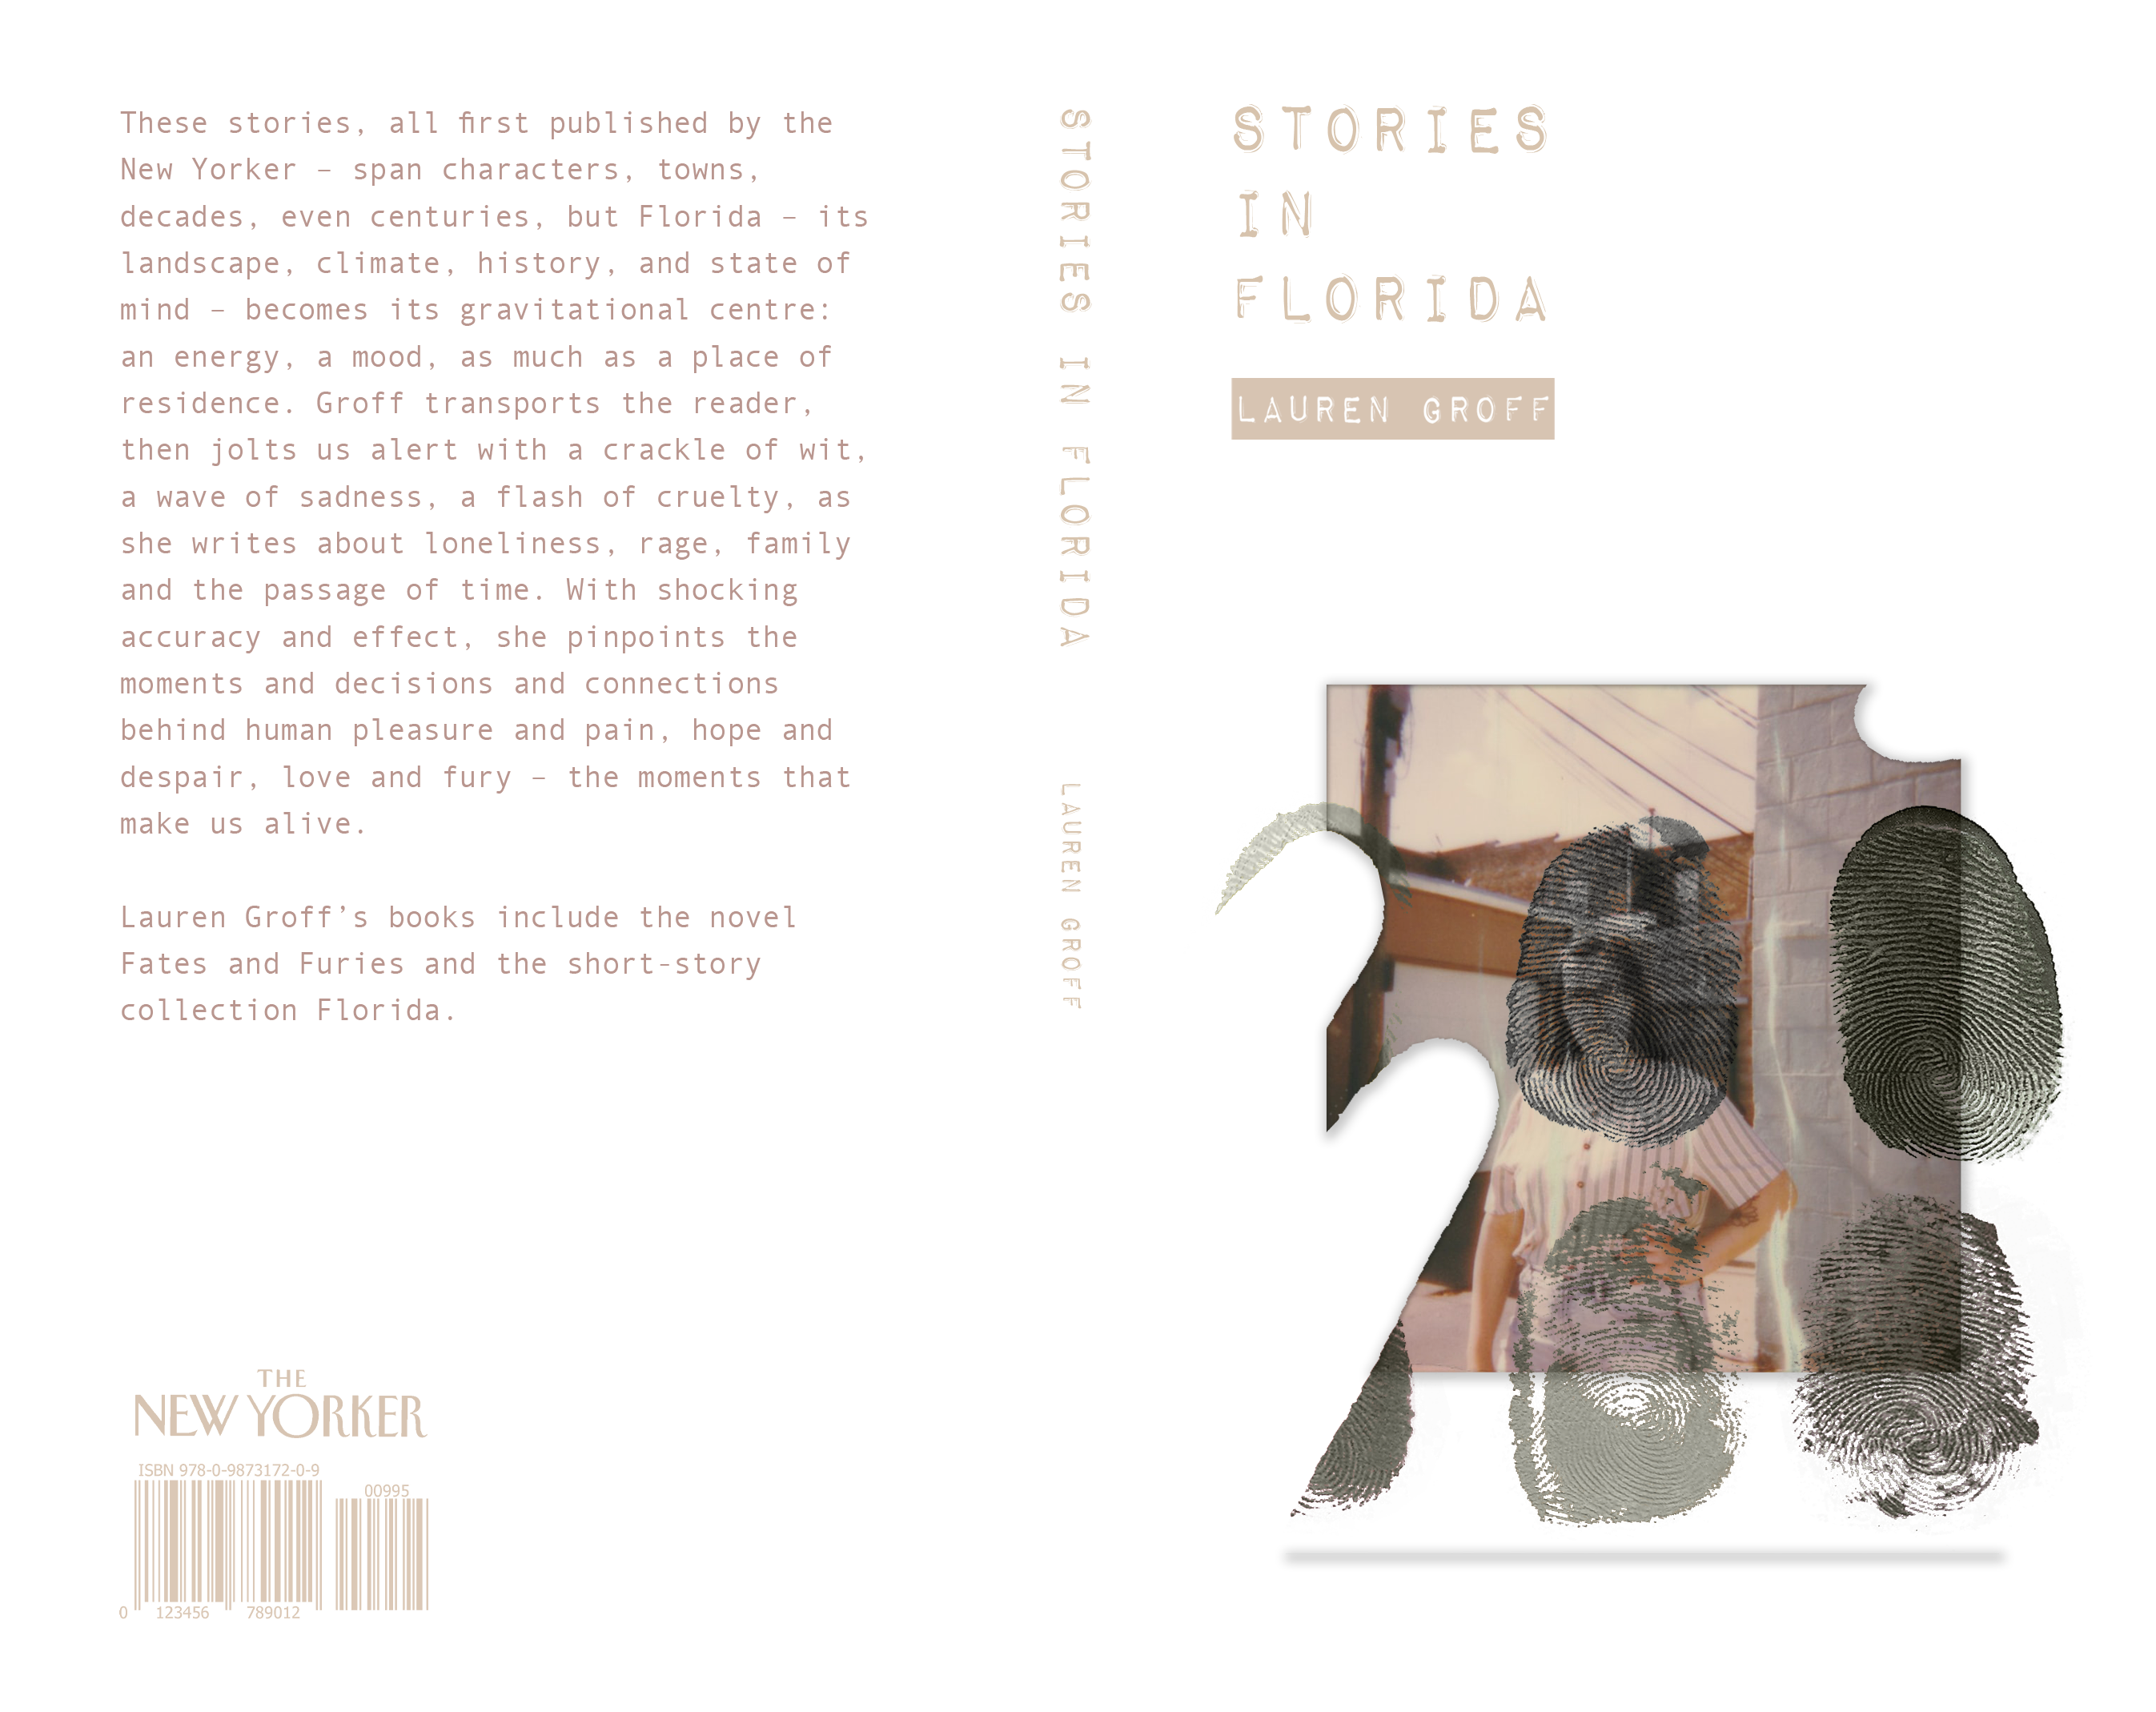 These stories, all first published by the
New Yorker – span characters, towns,
decades, even centuries, but Florida – its
landscape, climate, history, and state of
mind – becomes its gravitational centre:
an energy, a mood, as much as a place of
residence. Groff transports the reader,
then jolts us alert with a crackle of wit,
a wave of sadness, a flash of cruelty, as
she writes about loneliness, rage, family
and the passage of time. With shocking
accuracy and effect, she pinpoints the
moments and decisions and connections
behind human pleasure and pain, hope and
despair, love and fury – the moments that
make us alive.
Lauren Groff’s books include the novel
Fates and Furies and the short-story
collection Florida.
THE
NEW YORKER
ISBN 978-0-9873172-0-9
00995
0 123456 789012
STORIES IN FLORIDA
LAUREN GROFF
STORIES
IN
FLORIDA
LAUREN GROFF